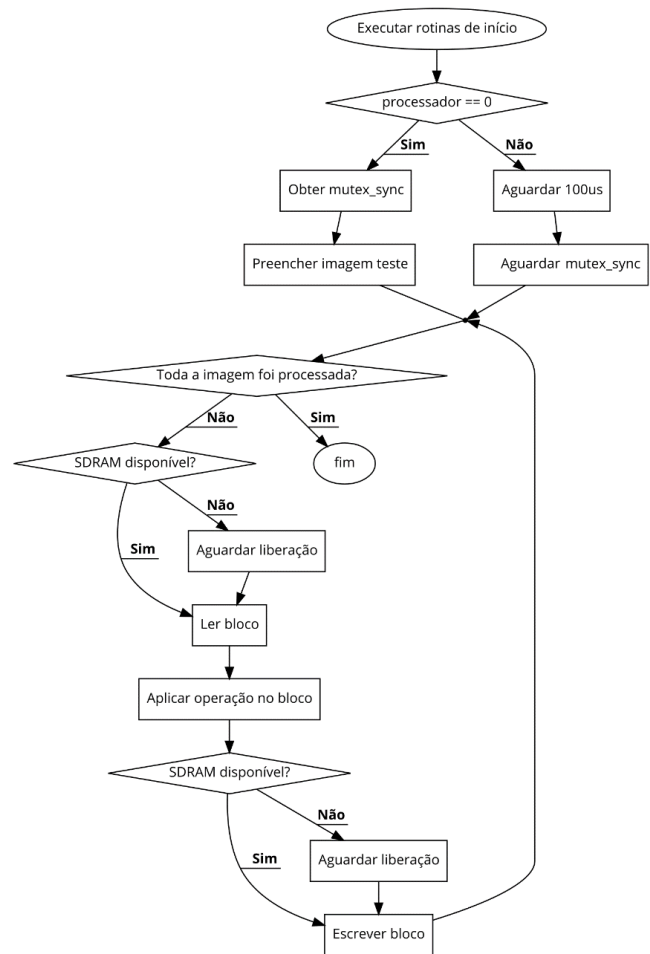 Executar rotinas de início
processador == 0
Sim
Não
Obter mutex_sync
Aguardar 100us
Preencher imagem teste
Aguardar mutex_sync
Toda a imagem foi processada?
Não
Sim
SDRAM disponível?
fim
Não
Sim
Aguardar liberação
Ler bloco
Aplicar operação no bloco
SDRAM disponível?
Não
Sim
Aguardar liberação
Escrever bloco